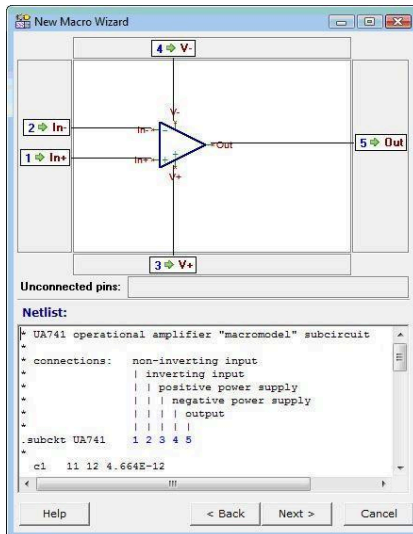 New Macro Wizard
4 V-
V-
2 In-
In-
1 In+
In+
Out
5 Out
V+
3 V+
Unconnected pins:
Netlist:
* UA741 operational amplifier "macromodel" subcircuit
*
* connections:   non-inverting input
*                | inverting input
*                | | positive power supply
*                | | | negative power supply
*                | | | | output
*                | | | | |
.subckt UA741    1 2 3 4 5
*
  c1   11 12 4.664E-12
Help
< Back
Next >
Cancel